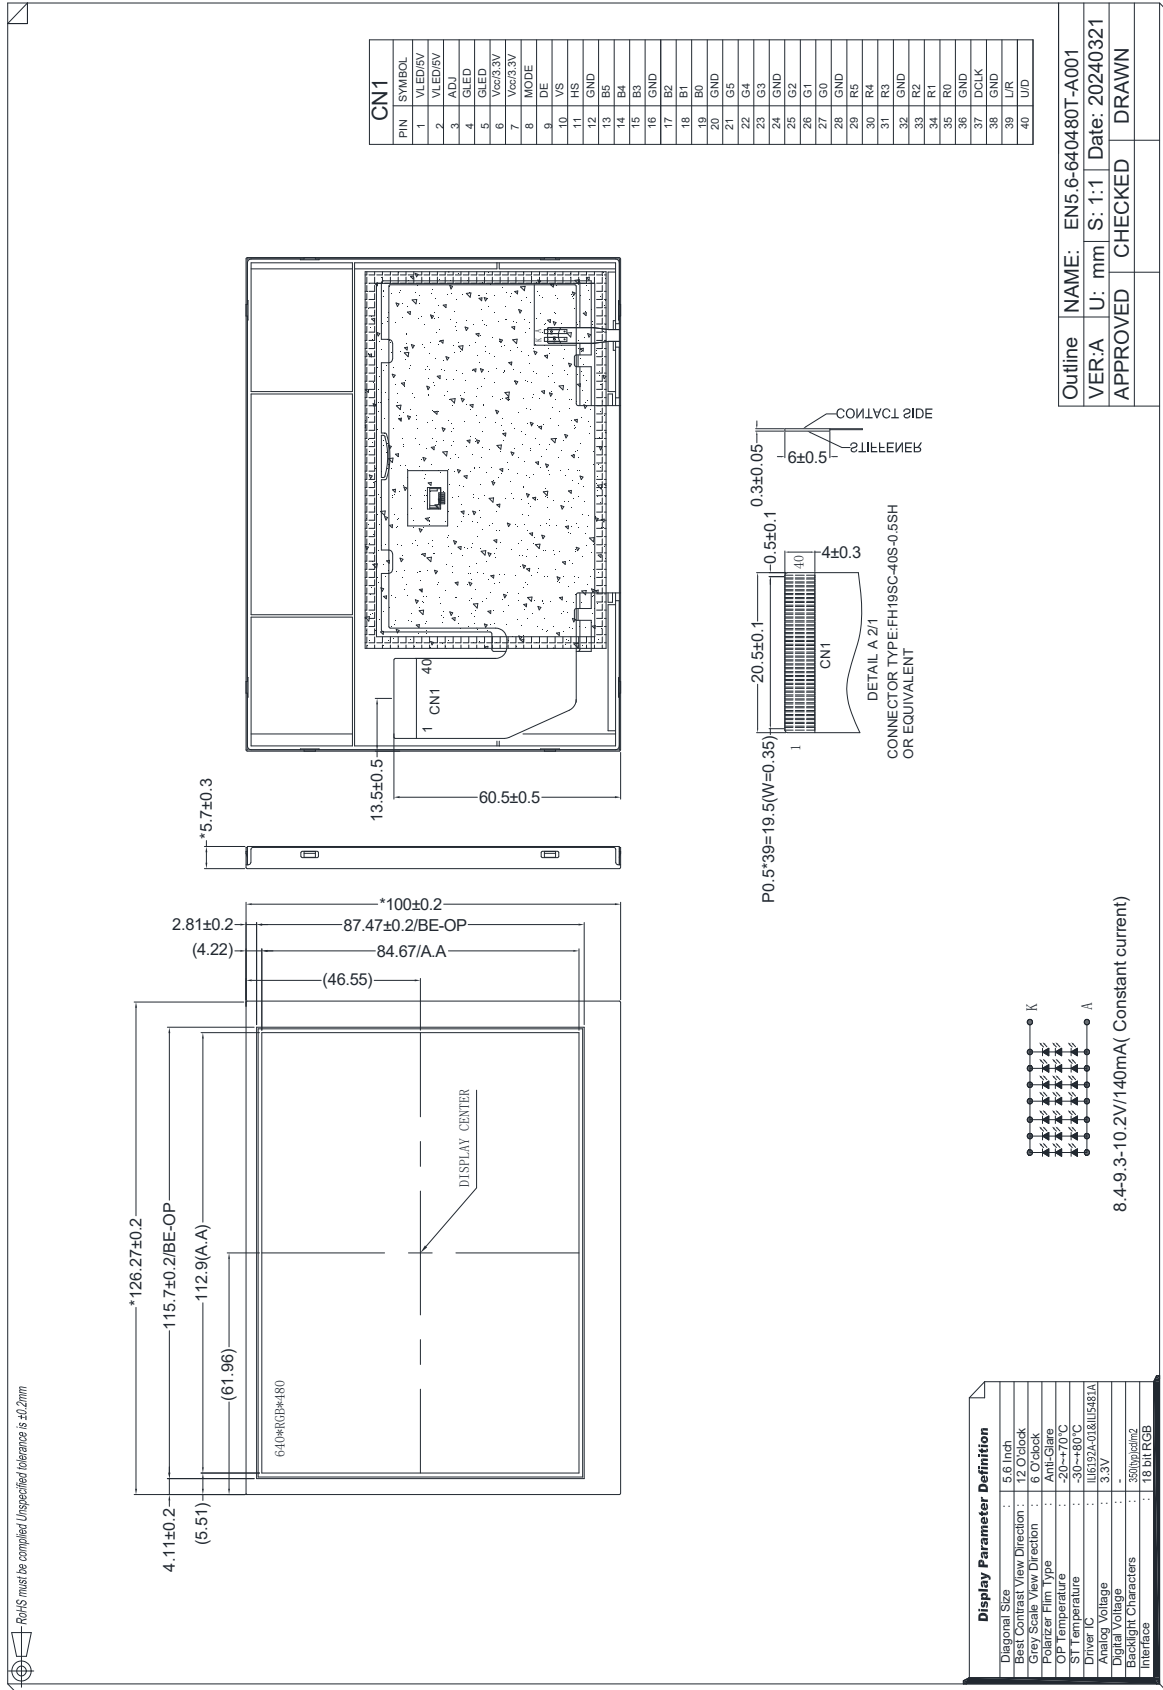 RoHS must be complied Unspecified tolerance is ±0.2mm
*126.27±0.2
115.7±0.2/BE-OP
112.9(A.A)
(61.96)
4.11±0.2
(5.51)
2.81±0.2
(4.22)
*100±0.2
87.47±0.2/BE-OP
84.67/A.A
(46.55)
640*RGB*480
DISPLAY CENTER
*5.7±0.3
13.5±0.5
60.5±0.5
1 CN1 40
K A
CN1
PIN SYMBOL
1 VLED/5V
2 VLED/5V
3 ADJ
4 GLED
5 GLED
6 Vcc/3.3V
7 Vcc/3.3V
8 MODE
9 DE
10 VS
11 HS
12 GND
13 B5
14 B4
15 B3
16 GND
17 B2
18 B1
19 B0
20 GND
21 G5
22 G4
23 G3
24 GND
25 G2
26 G1
27 G0
28 GND
29 R5
30 R4
31 R3
32 GND
33 R2
34 R1
35 R0
36 GND
37 DCLK
38 GND
39 L/R
40 U/D
P0.5*39=19.5(W=0.35)
20.5±0.1
0.5±0.1
0.3±0.05
6±0.5
4±0.3
CONTACT SIDE
STIFFENER
1 40
CN1
DETAIL A 2/1
CONNECTOR TYPE:FH19SC-40S-0.5SH
OR EQUIVALENT
K
A
8.4-9.3-10.2V/140mA( Constant current)
Display Parameter Definition
Diagonal Size : 5.6 Inch
Best Contrast View Direction : 12 O'clock
Grey Scale View Direction : 6 O'clock
Polarizer Flim Type : Anti-Glare
OP Temperature : -20~+70°C
ST Temperature : -30~+80°C
Driver IC : ILI6192A-01&ILI5481A
Analog Voltage : 3.3V
Digital Voltage : -
Backlight Characters : 350(typ)cd/m2
Interface : 18 bit RGB
Outline NAME: EN5.6-640480T-A001
VER:A U: mm S: 1:1 Date: 20240321
APPROVED CHECKED DRAWN